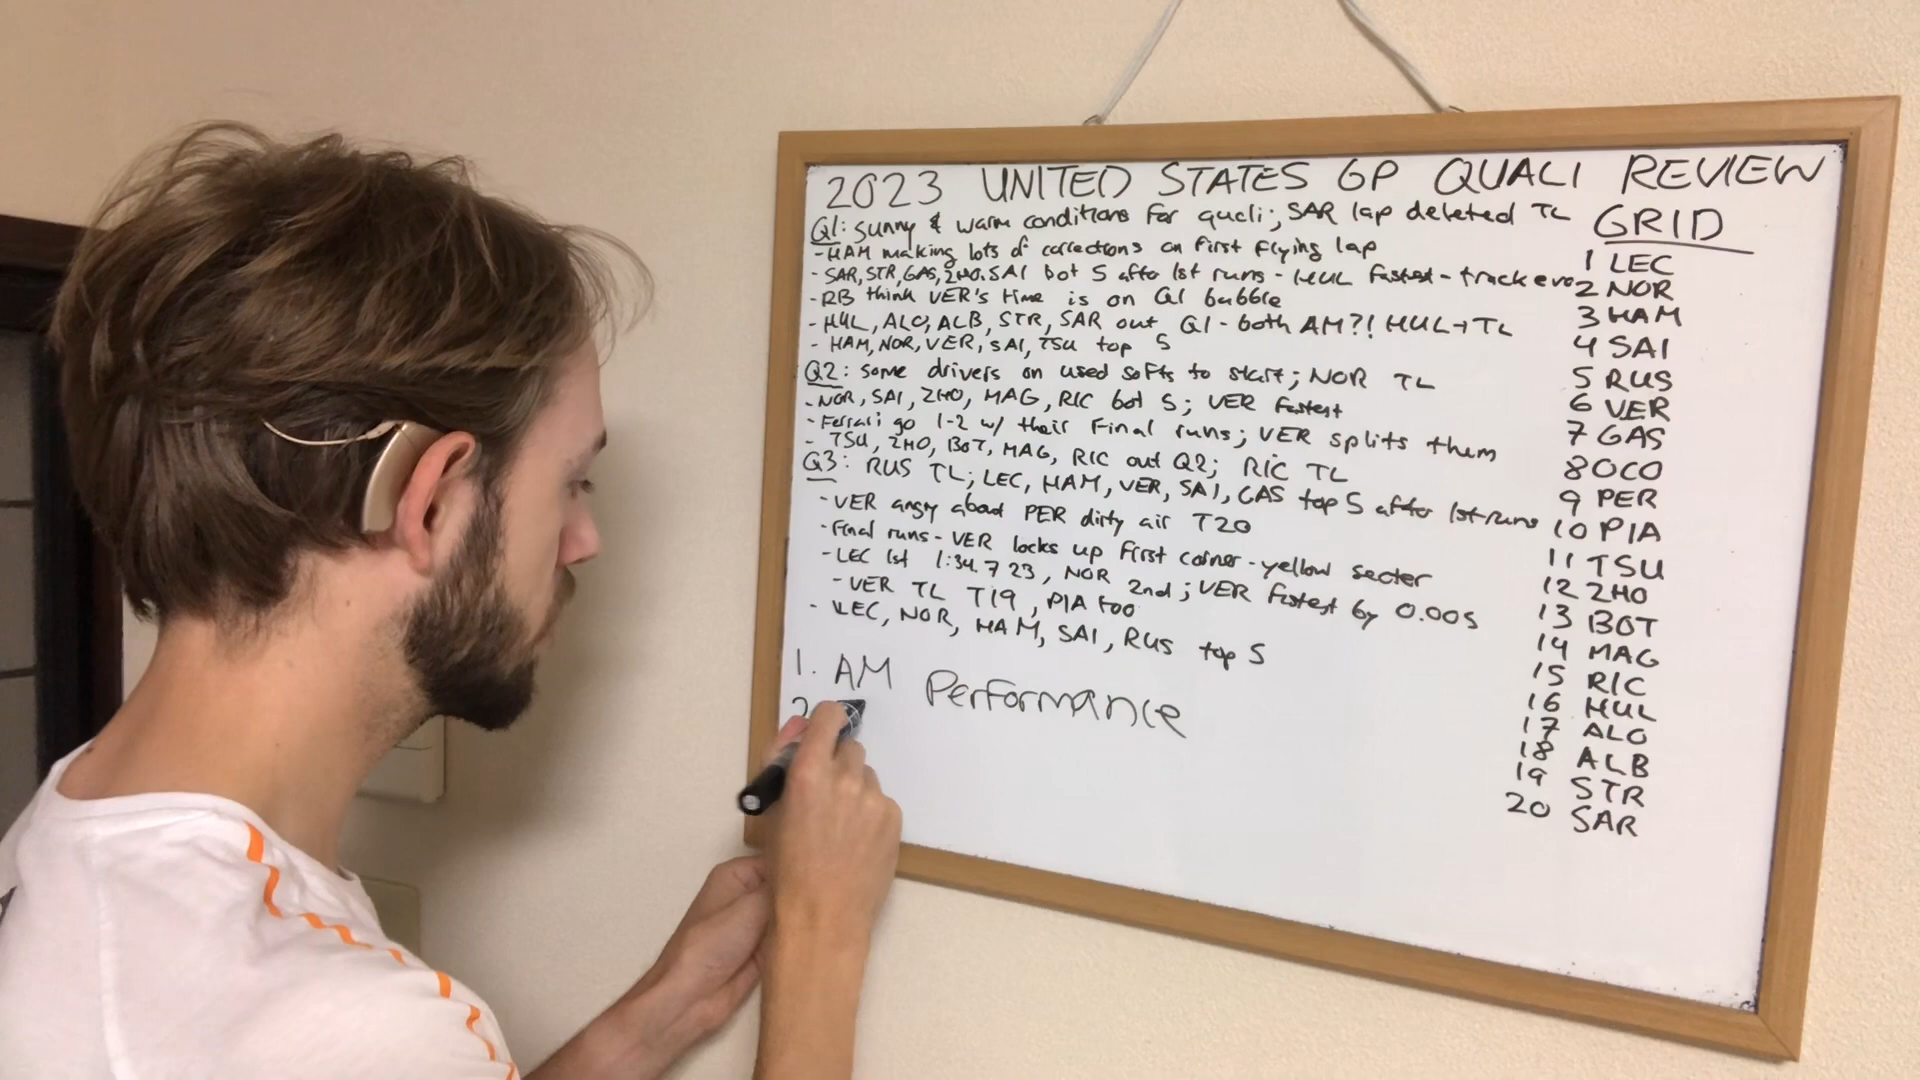 2023 UNITED STATES GP QUALI REVIEW
Q1: sunny & warm conditions for quali; SAR lap deleted TL
- HAM making lots of corrections on first flying lap
- SAR, STR, GAS, ZHO, SAI bot 5 after 1st runs - HUL fastest - track evo
- RB think VER's time is on Q1 bubble
- HUL, ALO, ALB, STR, SAR out Q1 - both AM?! HUL→TL
- HAM, NOR, VER, SAI, TSU top 5
Q2: some drivers on used softs to start; NOR TL
- NOR, SAI, ZHO, MAG, RIC bot 5; VER fastest
- Ferrari go 1-2 w/ their final runs; VER splits them
- TSU, ZHO, BOT, MAG, RIC out Q2; RIC TL
Q3: RUS TL; LEC, HAM, VER, SAI, GAS top 5 after 1st runs
- VER angry about PER dirty air T20
- Final runs - VER locks up first corner - yellow sector
- LEC 1st 1:34.723, NOR 2nd; VER fastest by 0.005
- VER TL T19, PIA too
- LEC, NOR, HAM, SAI, RUS top 5
1. AM Performance
2
GRID
1 LEC
2 NOR
3 HAM
4 SAI
5 RUS
6 VER
7 GAS
8 OCO
9 PER
10 PIA
11 TSU
12 ZHO
13 BOT
14 MAG
15 RIC
16 HUL
17 ALO
18 ALB
19 STR
20 SAR